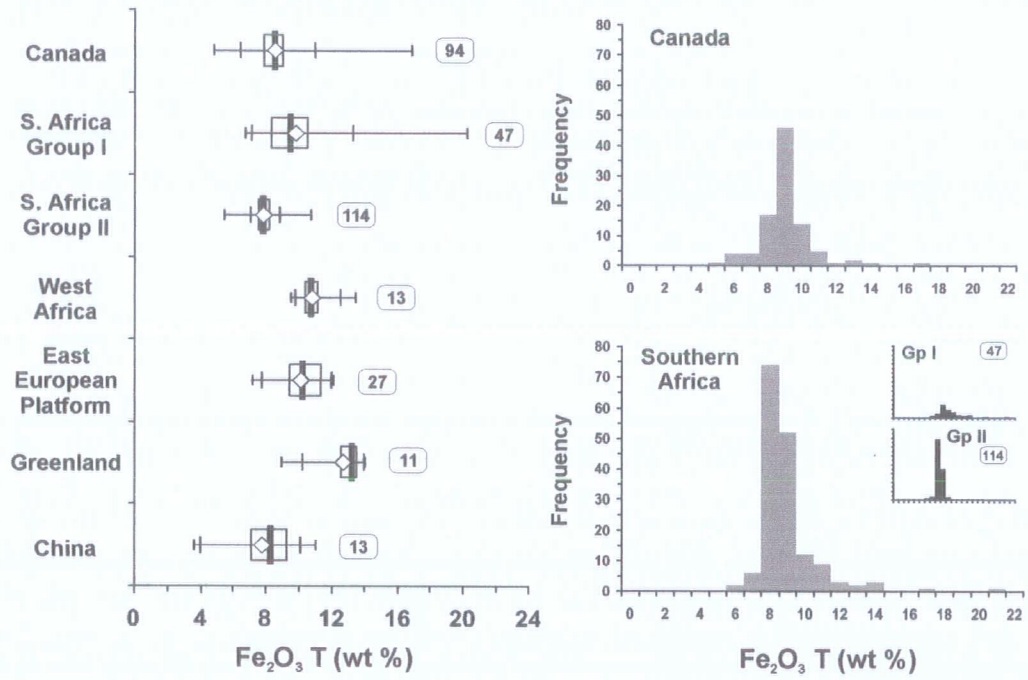 Canada
94
S. Africa
Group I
47
S. Africa
Group II
114
West
Africa
13
East
European
Platform
27
Greenland
11
China
13
0 4 8 12 16 20 24
Fe₂O₃ T (wt %)
80
70
60
50
40
30
20
10
0
Frequency
Canada
0 2 4 6 8 10 12 14 16 18 20 22
80
70
60
50
40
30
20
10
0
Frequency
Southern
Africa
Gp I
47
Gp II
114
0 2 4 6 8 10 12 14 16 18 20 22
Fe₂O₃ T (wt %)